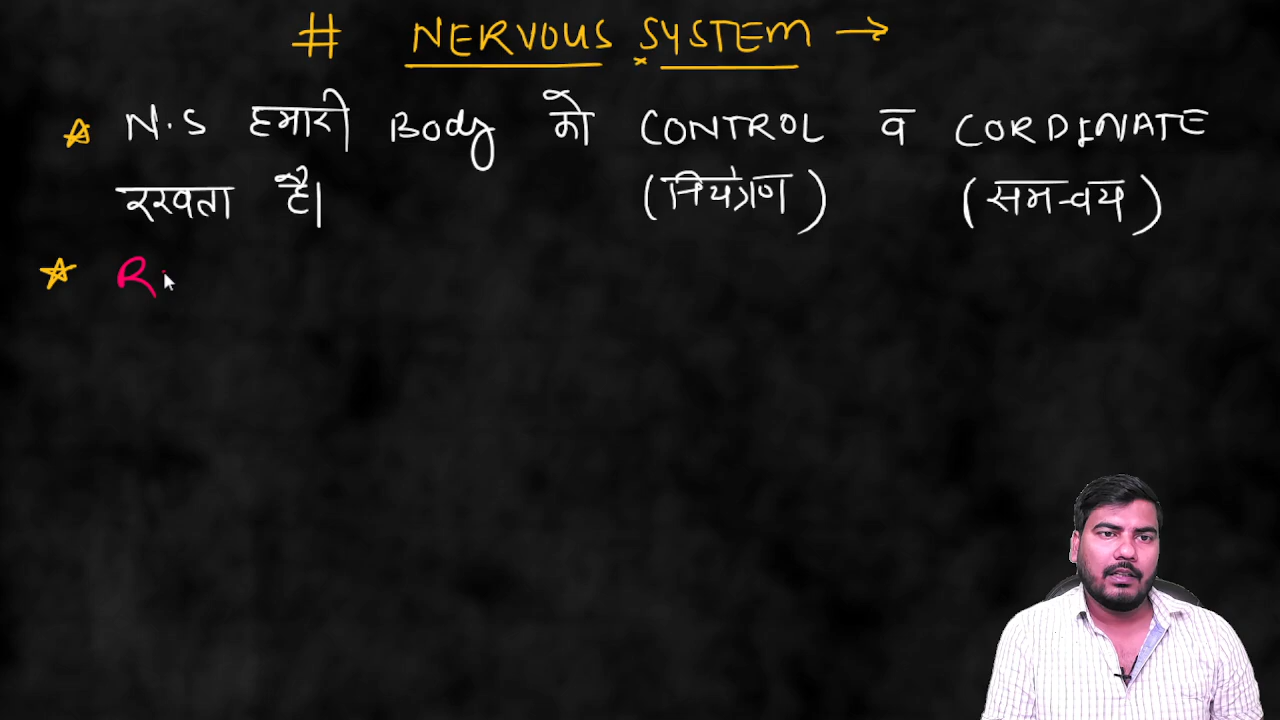 # NERVOUS SYSTEM →
N.S हमारी Body को CONTROL व CORDINATE
रखता है। (नियंत्रण) (समन्वय)
R